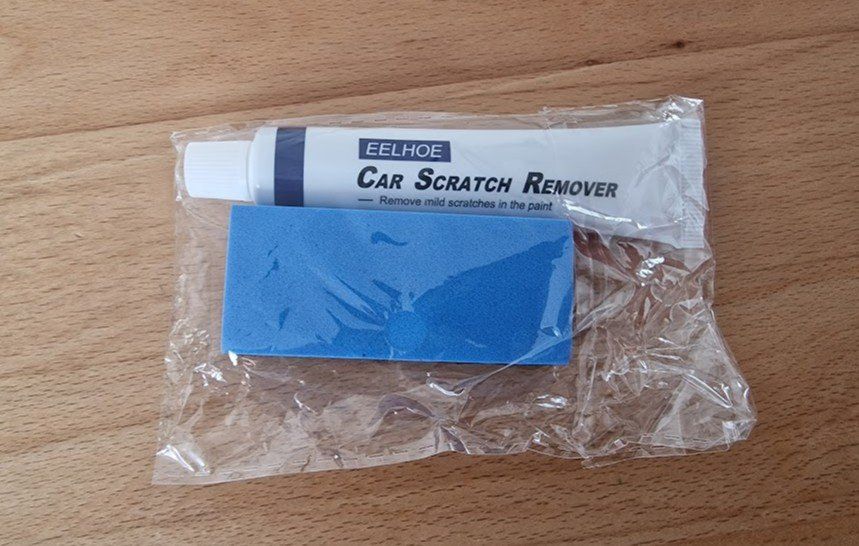 EELHOE
CAR SCRATCH REMOVER
— Remove mild scratches in the paint